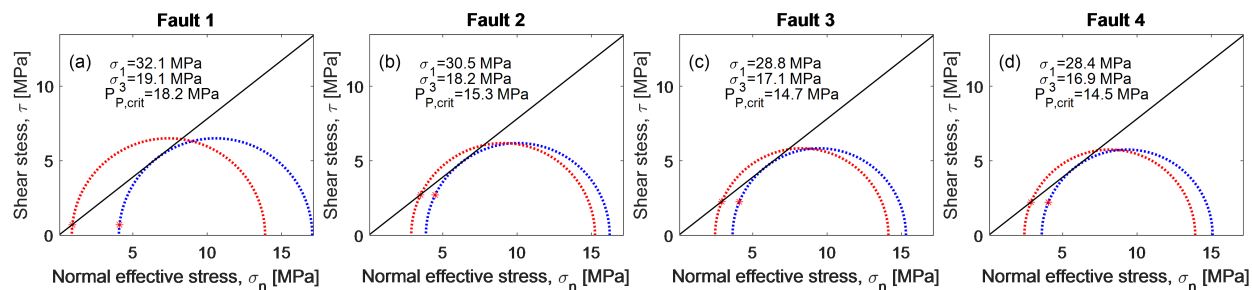 Fault 1
(a)
σ1=32.1 MPa
σ3=19.1 MPa
PP,crit=18.2 MPa
Shear stess, τ [MPa]
10
5
0
5
10
15
Normal effective stress, σn [MPa]
Fault 2
(b)
σ1=30.5 MPa
σ3=18.2 MPa
PP,crit=15.3 MPa
Shear stess, τ [MPa]
10
5
0
5
10
15
Normal effective stress, σn [MPa]
Fault 3
(c)
σ1=28.8 MPa
σ3=17.1 MPa
PP,crit=14.7 MPa
Shear stess, τ [MPa]
10
5
0
5
10
15
Normal effective stress, σn [MPa]
Fault 4
(d)
σ1=28.4 MPa
σ3=16.9 MPa
PP,crit=14.5 MPa
Shear stess, τ [MPa]
10
5
0
5
10
15
Normal effective stress, σn [MPa]